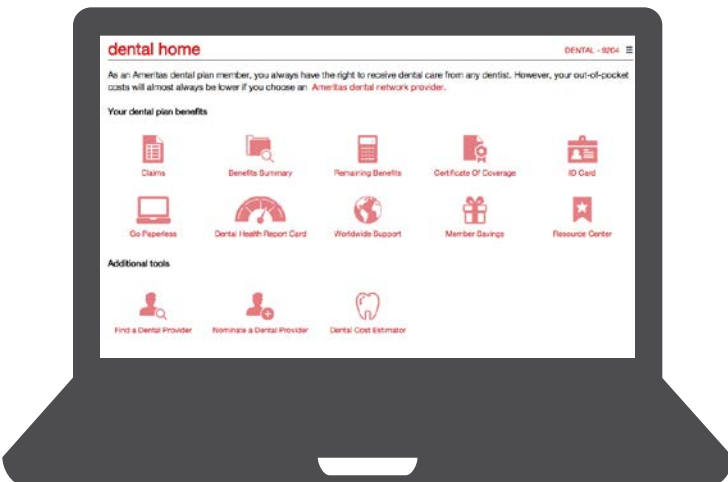 dental home
DENTAL - 9204
As an Ameritas dental plan member, you always have the right to receive dental care from any dentist. However, your out-of-pocket
costs will almost always be lower if you choose an Ameritas dental network provider.
Your dental plan benefits
Claims
Benefits Summary
Remaining Benefits
Certificate Of Coverage
ID Card
Go Paperless
Dental Health Report Card
Worldwide Support
Member Savings
Resource Center
Additional tools
Find a Dental Provider
Nominate a Dental Provider
Dental Cost Estimator